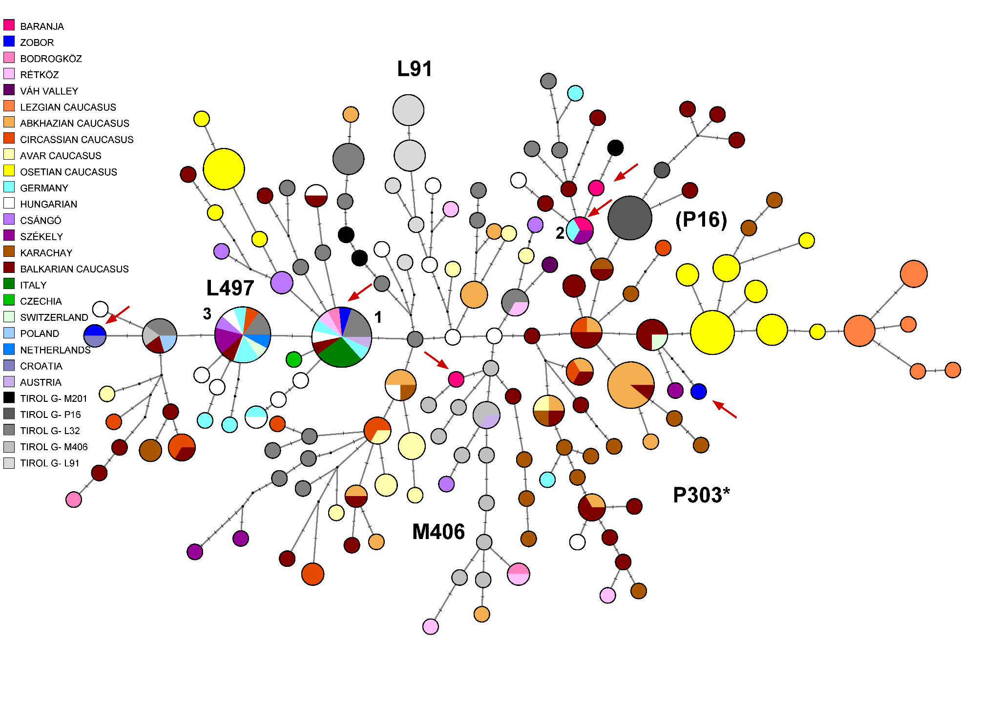 BARANJA
ZOBOR
BODROGKÖZ
RÉTKÖZ
VÁH VALLEY
LEZGIAN CAUCASUS
ABKHAZIAN CAUCASUS
CIRCASSIAN CAUCASUS
AVAR CAUCASUS
OSETIAN CAUCASUS
GERMANY
HUNGARIAN
CSÁNGÓ
SZÉKELY
KARACHAY
BALKARIAN CAUCASUS
ITALY
CZECHIA
SWITZERLAND
POLAND
NETHERLANDS
CROATIA
AUSTRIA
TIROL G- M201
TIROL G- P16
TIROL G- L32
TIROL G- M406
TIROL G- L91
L91
(P16)
2
L497
3
1
P303*
M406